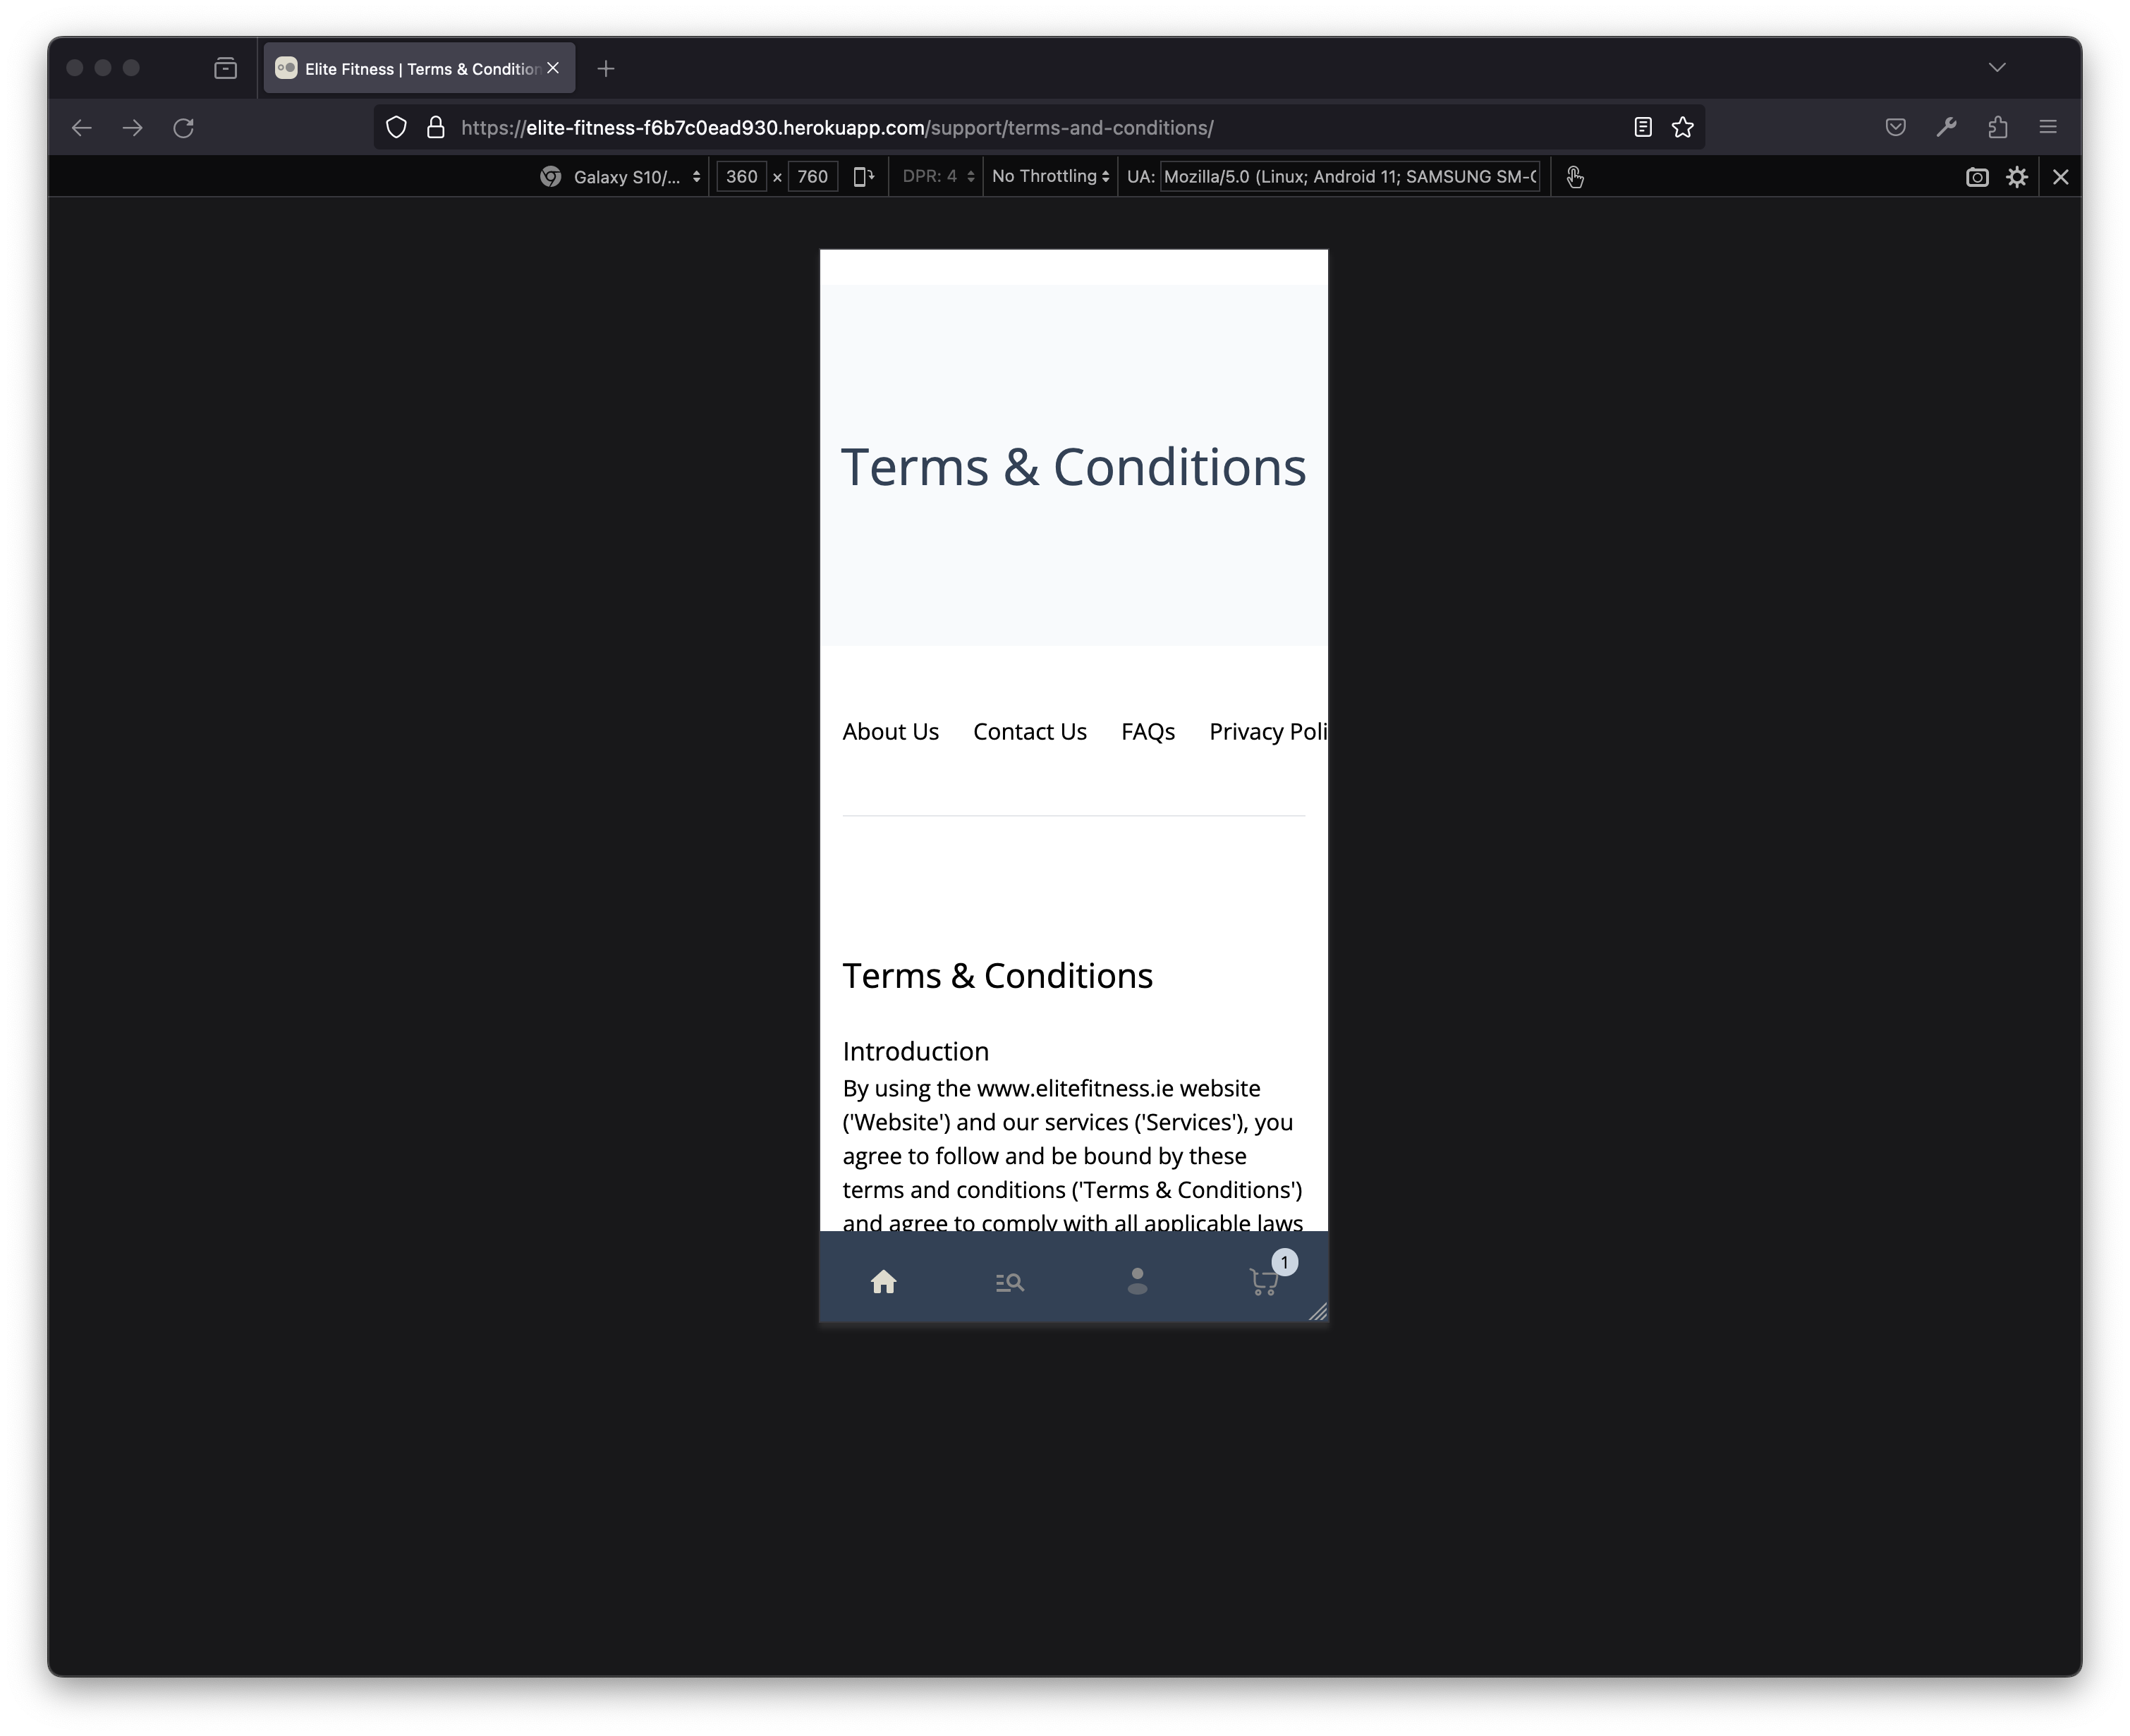 Elite Fitness | Terms & Condition
https://elite-fitness-f6b7c0ead930.herokuapp.com/support/terms-and-conditions/
Galaxy S10/... 360 × 760 DPR: 4 No Throttling UA: Mozilla/5.0 (Linux; Android 11; SAMSUNG SM-G
Terms & Conditions
About Us Contact Us FAQs Privacy Poli
Terms & Conditions
Introduction
By using the www.elitefitness.ie website
('Website') and our services ('Services'), you
agree to follow and be bound by these
terms and conditions ('Terms & Conditions')
and agree to comply with all applicable laws
1